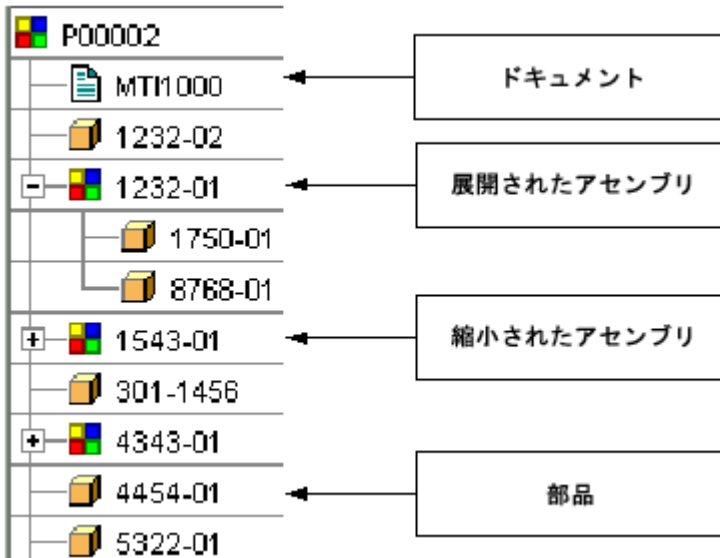 P00002
MTI1000
ドキュメント
1232-02
1232-01
展開されたアセンブリ
1750-01
8768-01
1543-01
縮小されたアセンブリ
301-1456
4343-01
4454-01
部品
5322-01